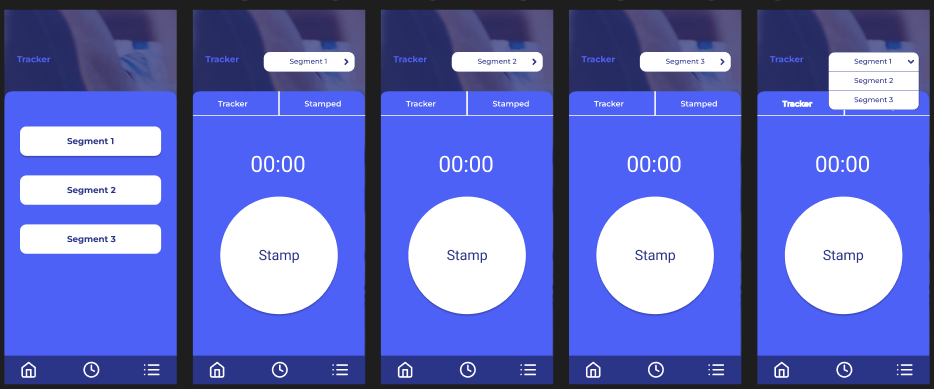 Tracker
Segment 1
Segment 2
Segment 3
Tracker
Segment 1
Tracker
Stamped
00:00
Stamp
Tracker
Segment 2
Tracker
Stamped
00:00
Stamp
Tracker
Segment 3
Tracker
Stamped
00:00
Stamp
Tracker
Segment 1
Segment 2
Segment 3
Tracker
00:00
Stamp